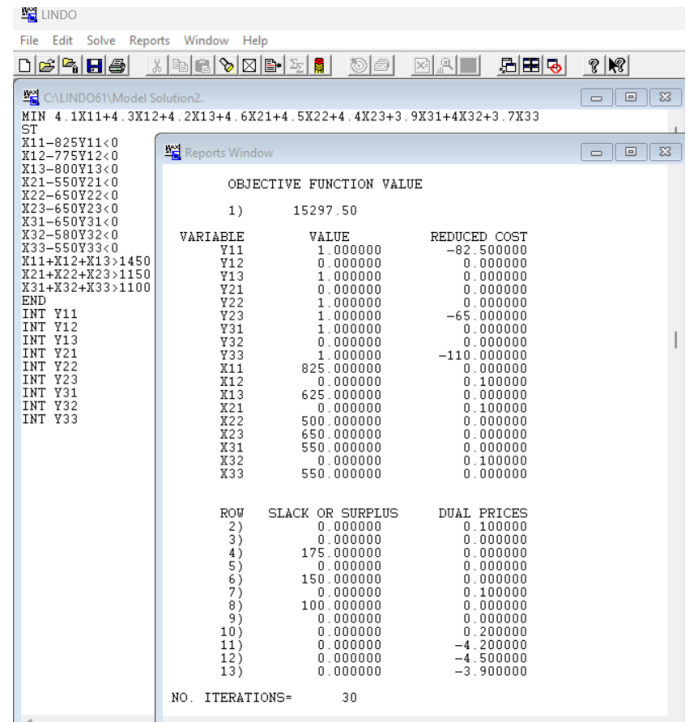 LINDO
File Edit Solve Reports Window Help
C:\LINDO61\Model Solution2.
MIN 4.1X11+4.3X12+4.2X13+4.6X21+4.5X22+4.4X23+3.9X31+4X32+3.7X33
ST
X11-825Y11<0
X12-775Y12<0
X13-800Y13<0
X21-550Y21<0
X22-650Y22<0
X23-650Y23<0
X31-650Y31<0
X32-580Y32<0
X33-550Y33<0
X11+X12+X13>1450
X21+X22+X23>1150
X31+X32+X33>1100
END
INT Y11
INT Y12
INT Y13
INT Y21
INT Y22
INT Y23
INT Y31
INT Y32
INT Y33
Reports Window
OBJECTIVE FUNCTION VALUE
1) 15297.50
VARIABLE VALUE REDUCED COST
Y11 1.000000 -82.500000
Y12 0.000000 0.000000
Y13 1.000000 0.000000
Y21 0.000000 0.000000
Y22 1.000000 0.000000
Y23 1.000000 -65.000000
Y31 1.000000 0.000000
Y32 0.000000 0.000000
Y33 1.000000 -110.000000
X11 825.000000 0.000000
X12 0.000000 0.100000
X13 625.000000 0.000000
X21 0.000000 0.100000
X22 500.000000 0.000000
X23 650.000000 0.000000
X31 550.000000 0.000000
X32 0.000000 0.100000
X33 550.000000 0.000000
ROW SLACK OR SURPLUS DUAL PRICES
2) 0.000000 0.100000
3) 0.000000 0.000000
4) 175.000000 0.000000
5) 0.000000 0.000000
6) 150.000000 0.000000
7) 0.000000 0.100000
8) 100.000000 0.000000
9) 0.000000 0.000000
10) 0.000000 0.200000
11) 0.000000 -4.200000
12) 0.000000 -4.500000
13) 0.000000 -3.900000
NO. ITERATIONS= 30